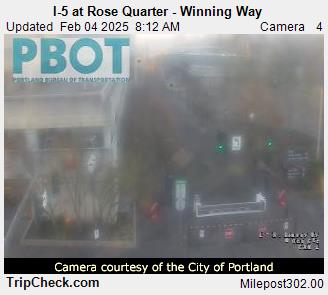 I-5 at Rose Quarter - Winning Way
Updated Feb 04 2025 8:12 AM Camera 4
PBOT
PORTLAND BUREAU OF TRANSPORTATION
Camera courtesy of the City of Portland
TripCheck.com Milepost302.00